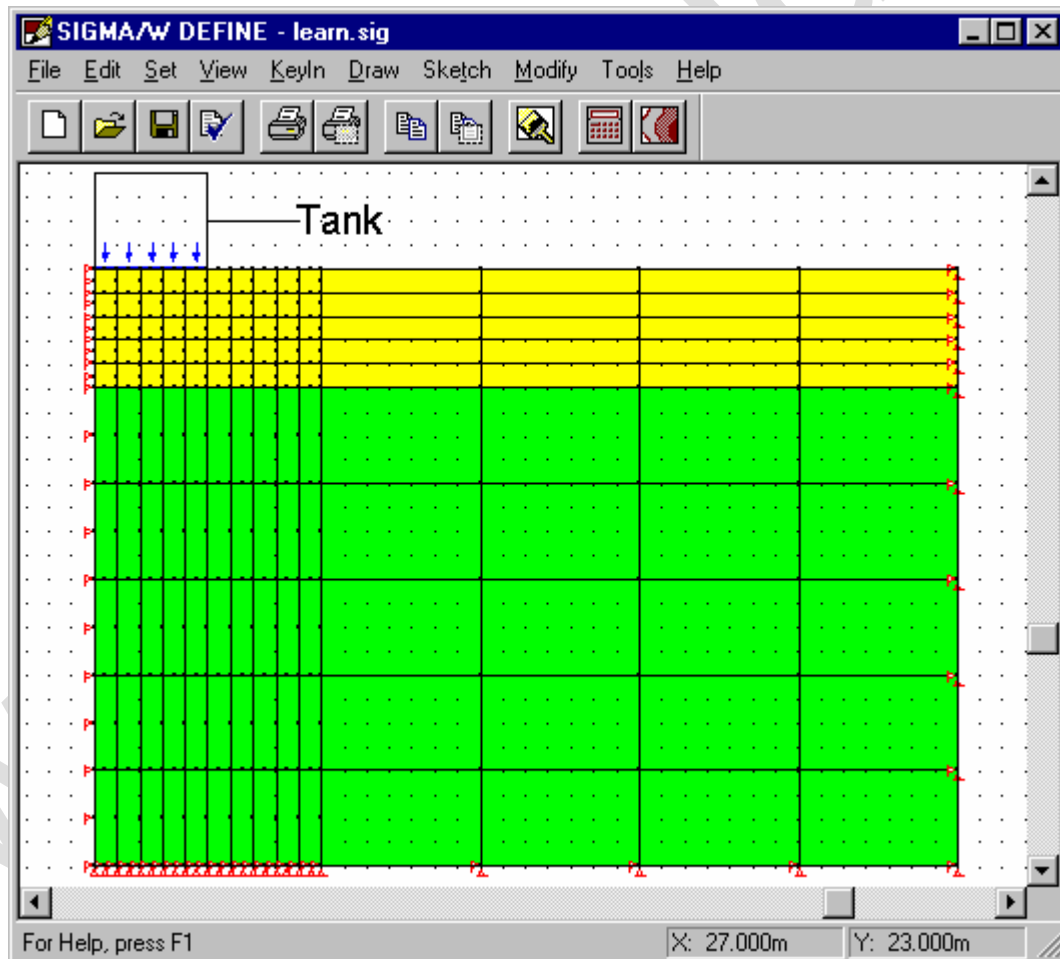 SIGMA/W DEFINE - learn.sig
File Edit Set View KeyIn Draw Sketch Modify Tools Help
Tank
For Help, press F1 X: 27.000m Y: 23.000m